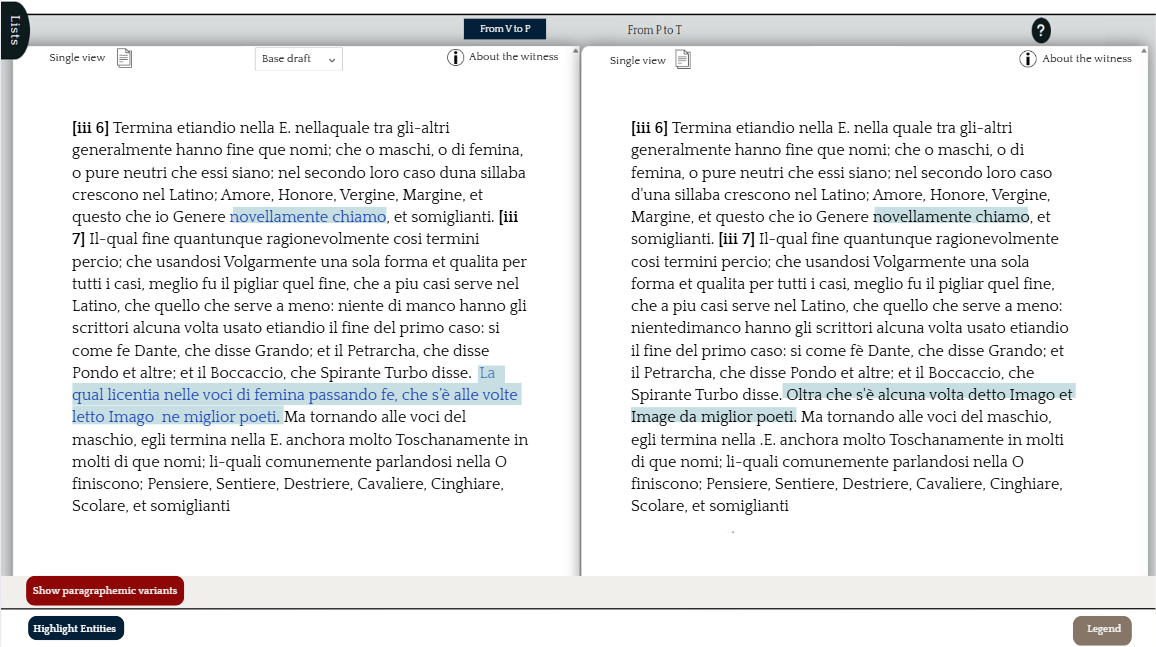 Lists
From V to P
From P to T
?
Single view
Base draft
About the witness
[iii 6] Termina etiandio nella E. nellaquale tra gli-altri
generalmente hanno fine que nomi; che o maschi, o di femina,
o pure neutri che essi siano; nel secondo loro caso duna sillaba
crescono nel Latino; Amore, Honore, Vergine, Margine, et
questo che io Genere novellamente chiamo, et somiglianti. [iii
7] Il-qual fine quantunque ragionevolmente cosi termini
percio; che usandosi Volgarmente una sola forma et qualita per
tutti i casi, meglio fu il pigliar quel fine, che a piu casi serve nel
Latino, che quello che serve a meno: niente di manco hanno gli
scrittori alcuna volta usato etiandio il fine del primo caso: si
come fe Dante, che disse Grando; et il Petrarcha, che disse
Pondo et altre; et il Boccaccio, che Spirante Turbo disse.  La
qual licentia nelle voci di femina passando fe, che s'è alle volte
letto Imago  ne miglior poeti. Ma tornando alle voci del
maschio, egli termina nella E. anchora molto Toschanamente in
molti di que nomi; li-quali comunemente parlandosi nella O
finiscono; Pensiere, Sentiere, Destriere, Cavaliere, Cinghiare,
Scolare, et somiglianti
Single view
About the witness
[iii 6] Termina etiandio nella E. nella quale tra gli-altri
generalmente hanno fine que nomi; che o maschi, o di
femina, o pure neutri che essi siano; nel secondo loro caso
d'una sillaba crescono nel Latino; Amore, Honore, Vergine,
Margine, et questo che io Genere novellamente chiamo, et
somiglianti. [iii 7] Il-qual fine quantunque ragionevolmente
cosi termini percio; che usandosi Volgarmente una sola
forma et qualita per tutti i casi, meglio fu il pigliar quel fine,
che a piu casi serve nel Latino, che quello che serve a meno:
nientedimanco hanno gli scrittori alcuna volta usato etiandio
il fine del primo caso: si come fè Dante, che disse Grando; et
il Petrarcha, che disse Pondo et altre; et il Boccaccio, che
Spirante Turbo disse. Oltra che s'è alcuna volta detto Imago et
Image da miglior poeti. Ma tornando alle voci del maschio,
egli termina nella .E. anchora molto Toschanamente in molti
di que nomi; li-quali comunemente parlandosi nella O
finiscono; Pensiere, Sentiere, Destriere, Cavaliere, Cinghiare,
Scolare, et somiglianti
Show paragraphemic variants
Highlight Entities
Legend